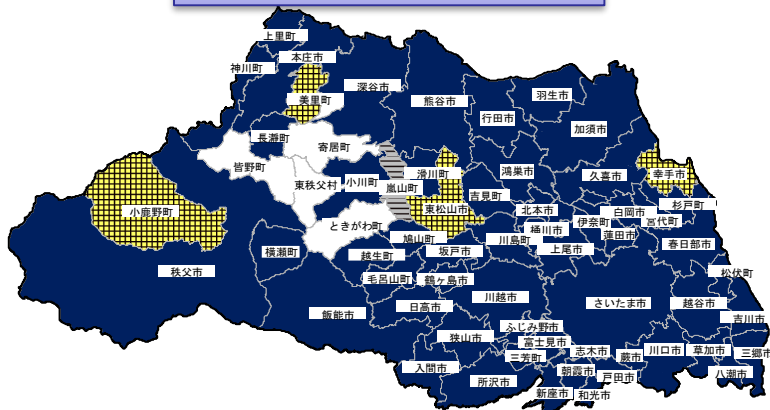 上里町
本庄市
神川町
美里町
深谷市
熊谷市
羽生市
行田市
加須市
長瀞町
寄居町
皆野町
小川町
滑川町
鴻巣市
久喜市
幸手市
東秩父村
嵐山町
吉見町
小鹿野町
東松山市
北本市
白岡市
杉戸町
ときがわ町
桶川市
伊奈町
宮代町
蓮田市
鳩山町
川島町
上尾市
春日部市
横瀬町
越生町
坂戸市
秩父市
毛呂山町
鶴ヶ島市
松伏町
飯能市
日高市
川越市
さいたま市
越谷市
吉川市
ふじみ野市
狭山市
富士見市
三芳町
志木市
蕨市
川口市
草加市
三郷市
入間市
所沢市
朝霞市
戸田市
八潮市
新座市
和光市